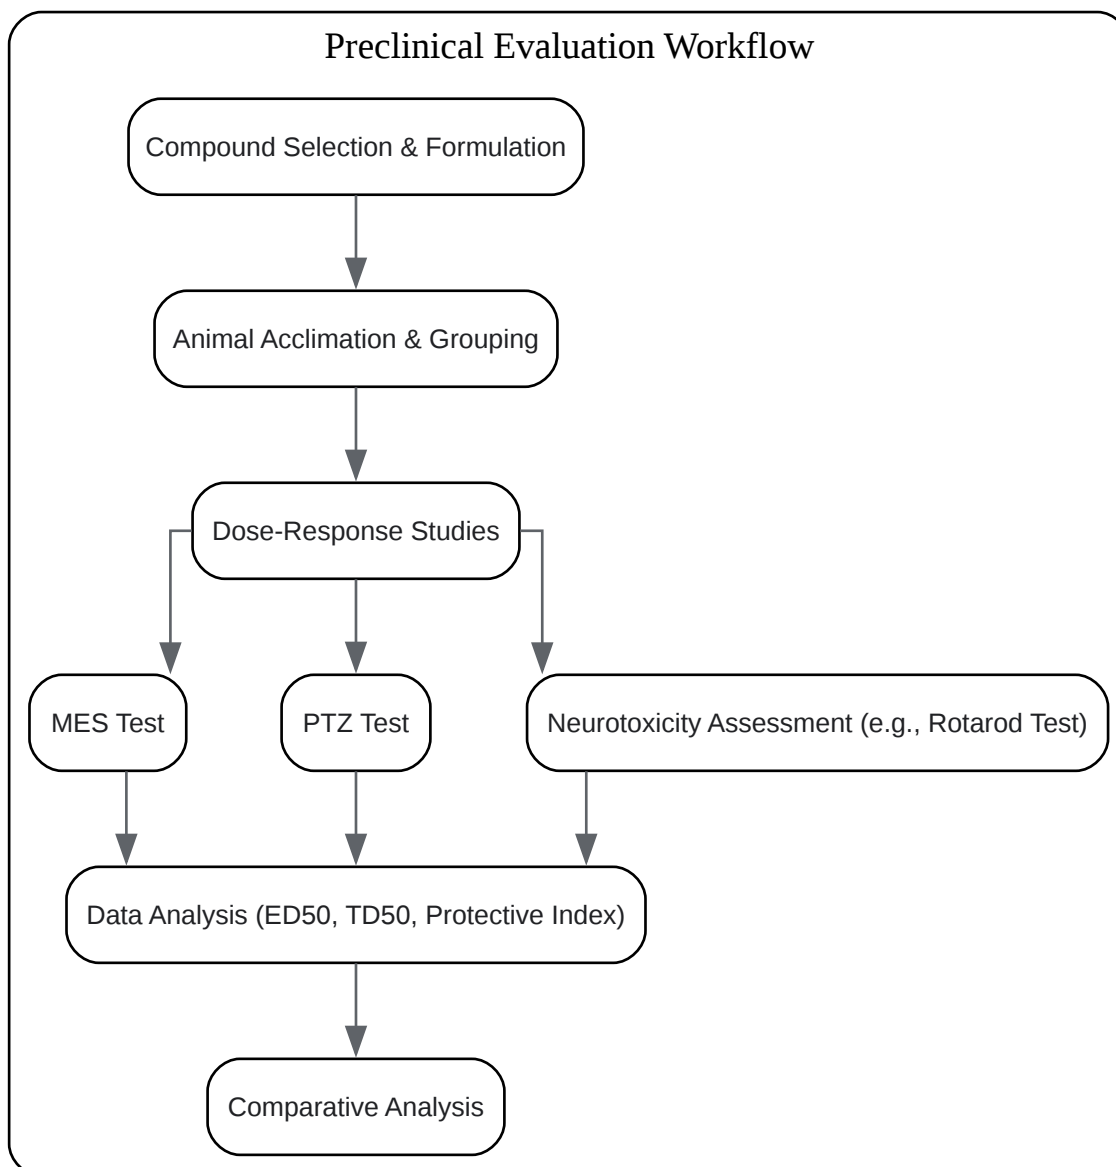 Preclinical Evaluation Workflow
Compound Selection & Formulation
Animal Acclimation & Grouping
Dose-Response Studies
MES Test
PTZ Test
Neurotoxicity Assessment (e.g., Rotarod Test)
Data Analysis (ED50, TD50, Protective Index)
Comparative Analysis